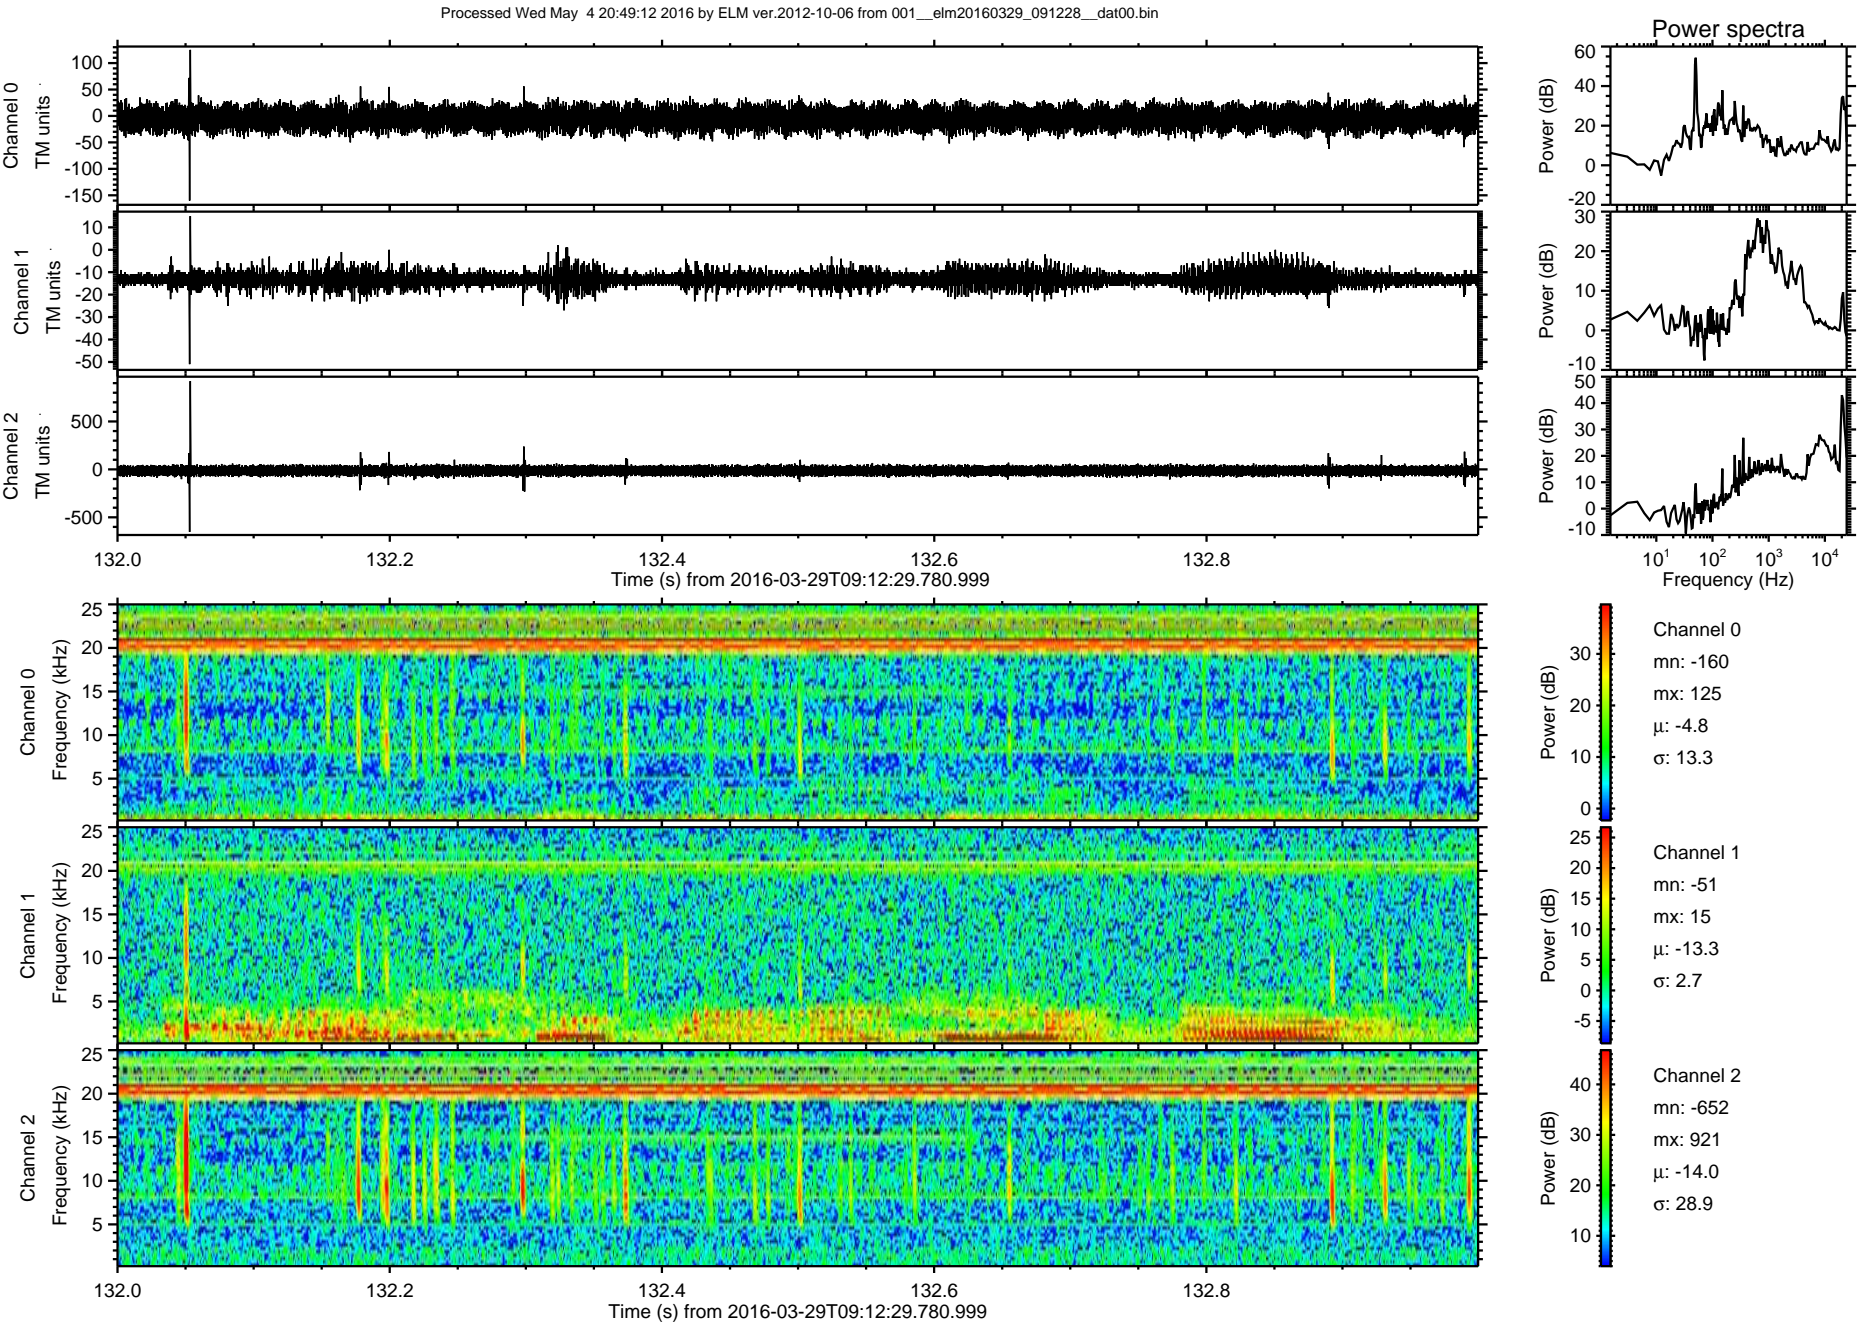 Processed Wed May  4 20:49:12 2016 by ELM ver.2012-10-06 from 001__elm20160329_091228__dat00.bin
Power spectra
Channel 0
TM units
100
50
0
-50
-100
-150
Power (dB)
60
40
20
0
-20
Channel 1
TM units
10
0
-10
-20
-30
-40
-50
Power (dB)
30
20
10
0
-10
Channel 2
TM units
500
0
-500
Power (dB)
50
40
30
20
10
0
-10
132.0 132.2 132.4 132.6 132.8
Time (s) from 2016-03-29T09:12:29.780.999
10^1 10^2 10^3 10^4
Frequency (Hz)
Channel 0
Frequency (kHz)
25
20
15
10
5
Power (dB)
30
20
10
0
Channel 0
mn: -160
mx: 125
μ: -4.8
σ: 13.3
Channel 1
Frequency (kHz)
25
20
15
10
5
Power (dB)
25
20
15
10
5
0
-5
Channel 1
mn: -51
mx: 15
μ: -13.3
σ: 2.7
Channel 2
Frequency (kHz)
25
20
15
10
5
Power (dB)
40
30
20
10
Channel 2
mn: -652
mx: 921
μ: -14.0
σ: 28.9
132.0 132.2 132.4 132.6 132.8
Time (s) from 2016-03-29T09:12:29.780.999